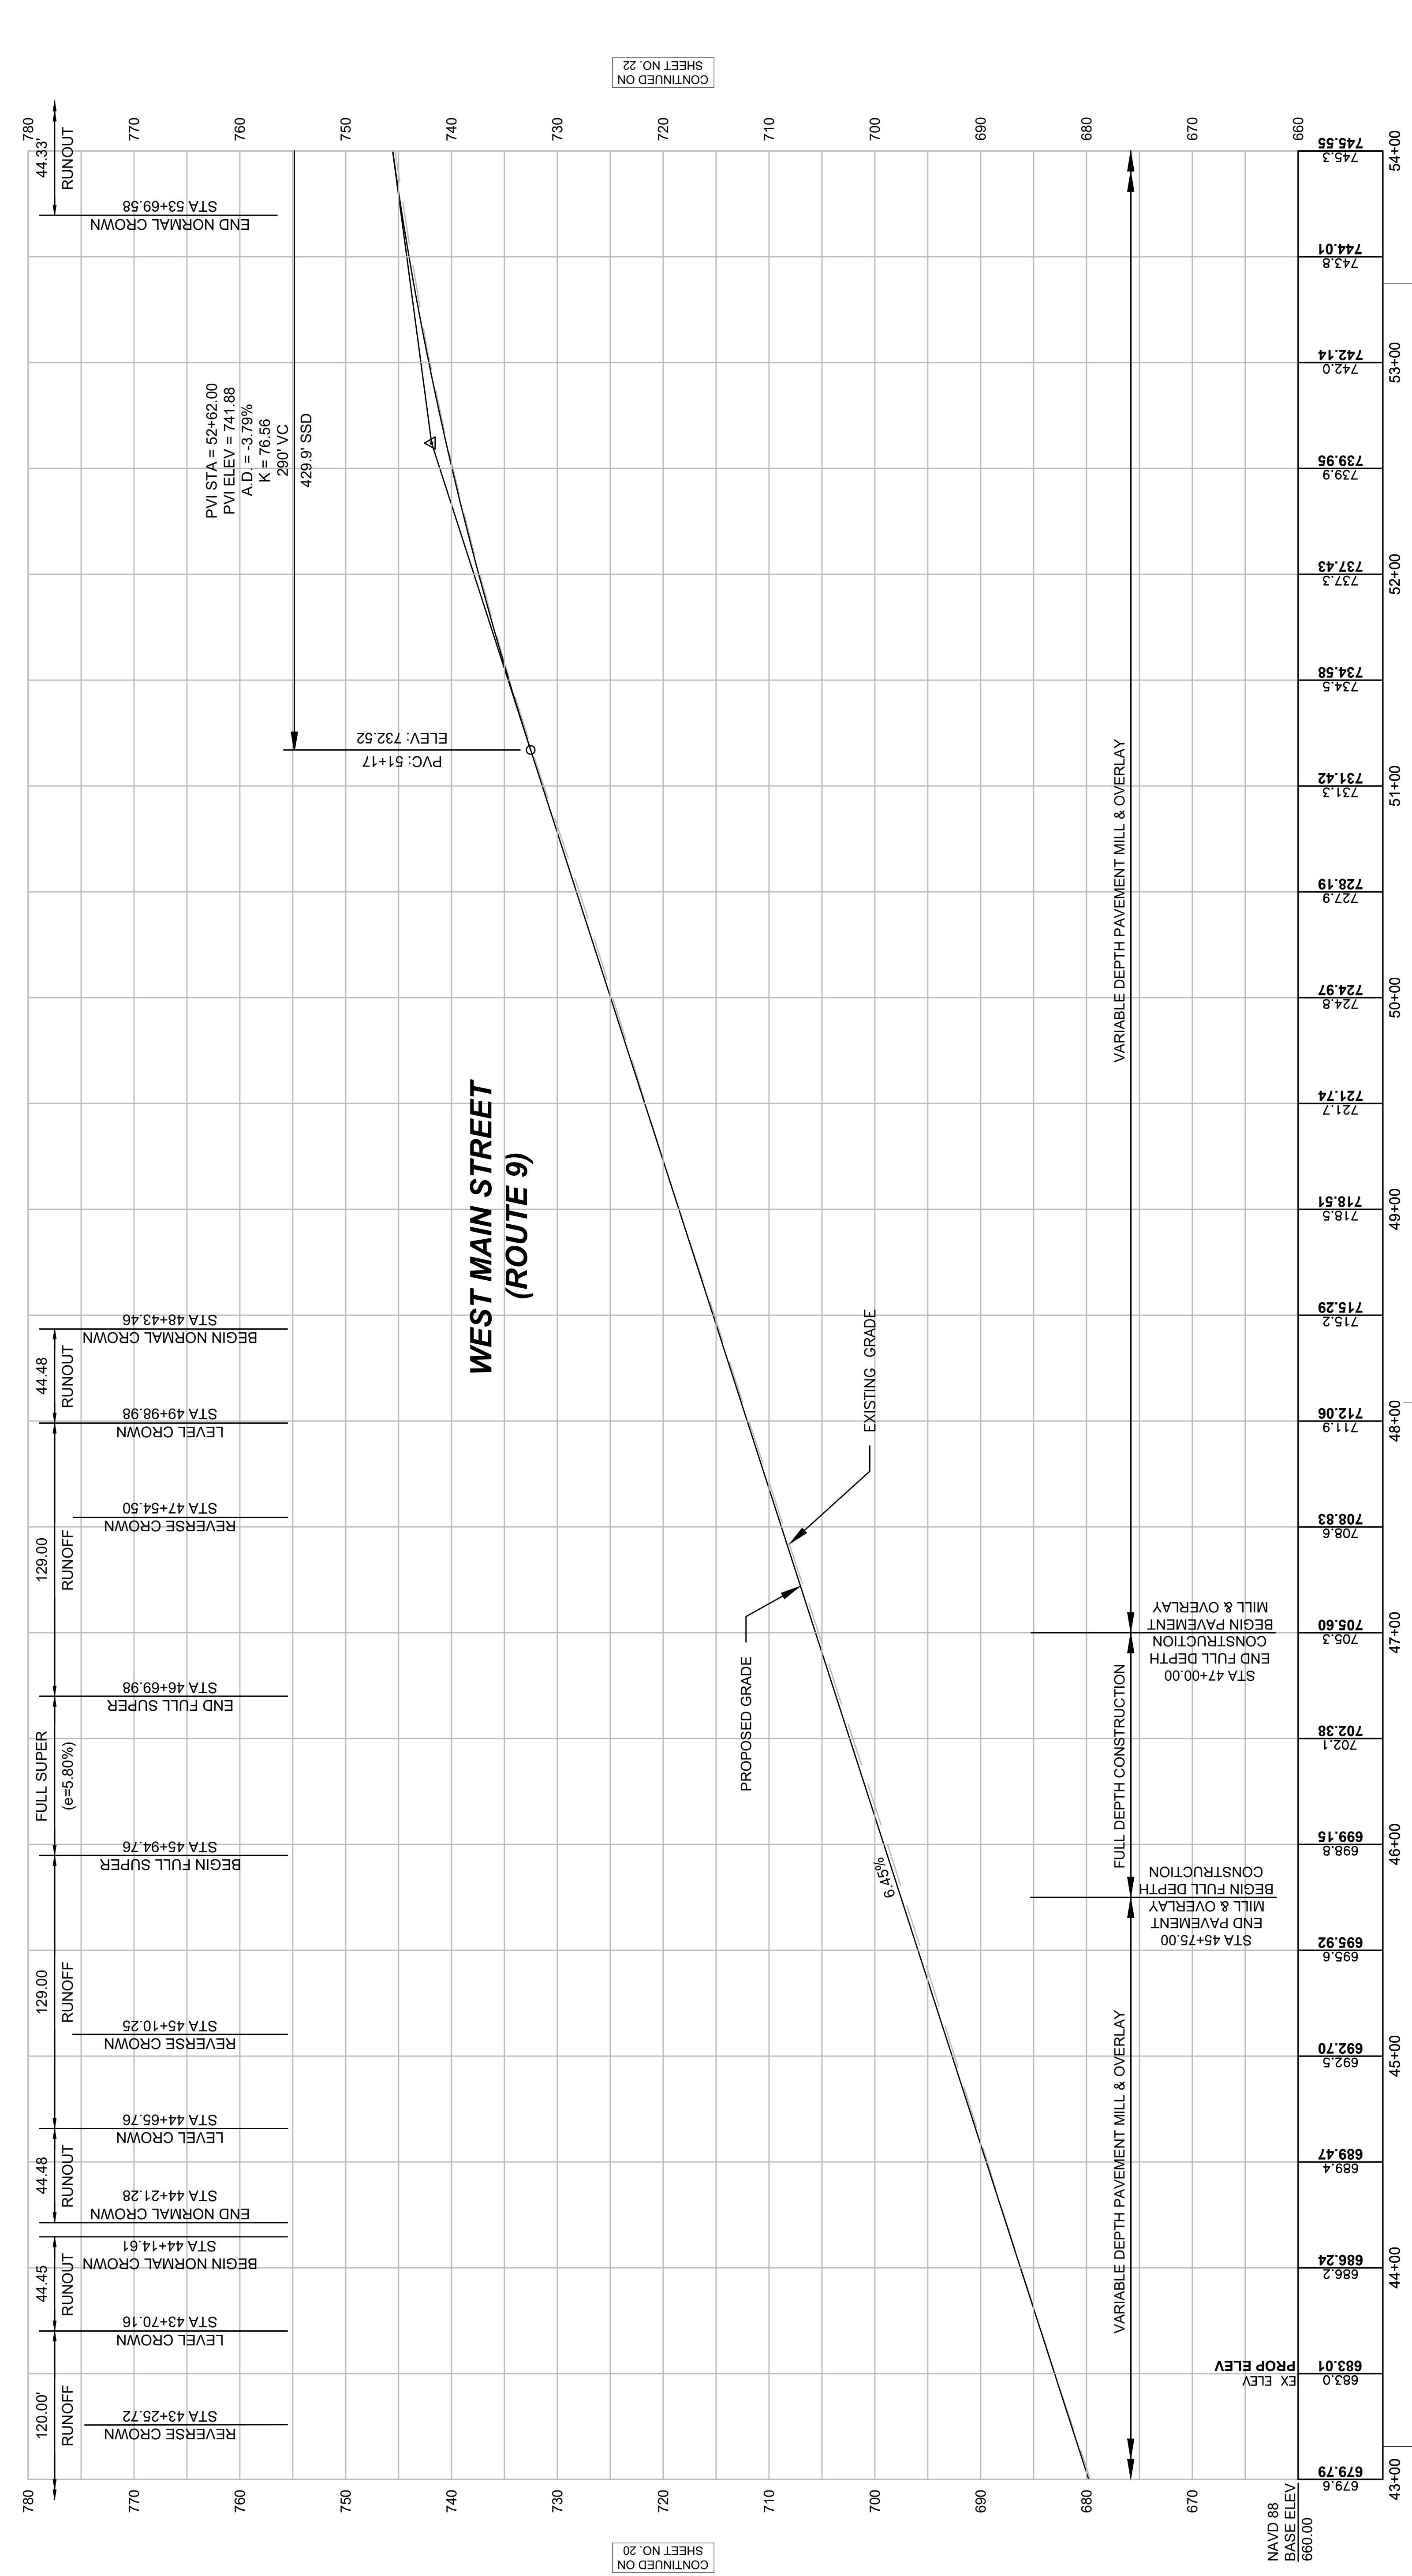 CONTINUED ON
SHEET NO. 20
CONTINUED ON
SHEET NO. 22
780
770
760
750
740
730
720
710
700
690
680
670
780
770
760
750
740
730
720
710
700
690
680
670
660
120.00'
RUNOFF
44.45
RUNOUT
44.48
RUNOUT
129.00
RUNOFF
FULL SUPER
(e=5.80%)
129.00
RUNOFF
44.48
RUNOUT
44.33'
RUNOUT
REVERSE CROWN
STA 43+25.72
LEVEL CROWN
STA 43+70.16
BEGIN NORMAL CROWN
STA 44+14.61
END NORMAL CROWN
STA 44+21.28
LEVEL CROWN
STA 44+65.76
REVERSE CROWN
STA 45+10.25
BEGIN FULL SUPER
STA 45+94.76
END FULL SUPER
STA 46+69.98
REVERSE CROWN
STA 47+54.50
LEVEL CROWN
STA 49+98.98
BEGIN NORMAL CROWN
STA 48+43.46
END NORMAL CROWN
STA 53+69.58
PVI STA = 52+62.00
PVI ELEV = 741.88
A.D. = -3.79%
K = 76.56
290' VC
429.9' SSD
PVC: 51+17
ELEV: 732.52
WEST MAIN STREET
(ROUTE 9)
6.45%
PROPOSED GRADE
EXISTING GRADE
VARIABLE DEPTH PAVEMENT MILL & OVERLAY
FULL DEPTH CONSTRUCTION
VARIABLE DEPTH PAVEMENT MILL & OVERLAY
STA 45+75.00
END PAVEMENT
MILL & OVERLAY
BEGIN FULL DEPTH
CONSTRUCTION
STA 47+00.00
END FULL DEPTH
CONSTRUCTION
BEGIN PAVEMENT
MILL & OVERLAY
NAVD 88
BASE ELEV
660.00
EX ELEV
PROP ELEV
679.6
679.79
683.0
683.01
686.2
686.24
689.4
689.47
692.5
692.70
695.6
695.92
698.8
699.15
702.1
702.38
705.3
705.60
708.6
708.83
711.9
712.06
715.2
715.29
718.5
718.51
721.7
721.74
724.8
724.97
727.9
728.19
731.3
731.42
734.5
734.58
737.3
737.43
739.9
739.95
742.0
742.14
743.8
744.01
745.3
745.55
43+00
44+00
45+00
46+00
47+00
48+00
49+00
50+00
51+00
52+00
53+00
54+00